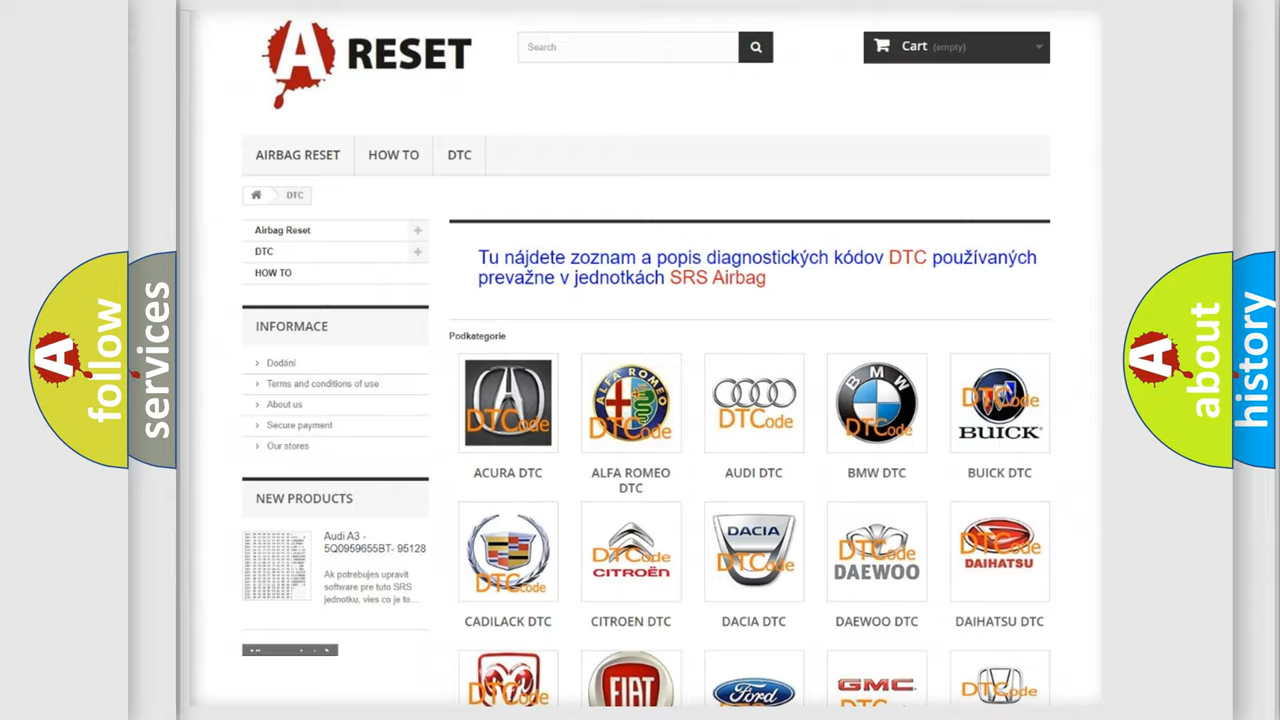 A RESET
Search
Cart (empty)
AIRBAG RESET
HOW TO
DTC
DTC
Airbag Reset
DTC
HOW TO
INFORMACE
Dodání
Terms and conditions of use
About us
Secure payment
Our stores
NEW PRODUCTS
Audi A3 -
5Q0959655BT- 95128
Ak potrebujes upravit
software pre tuto SRS
jednotku, vies co je to...
Tu nájdete zoznam a popis diagnostických kódov DTC používaných
prevažne v jednotkách SRS Airbag
Podkategorie
DTCode
ALFA ROMEO
DTCode
DTCode
BMW
DTCode
DTCode
BUICK
ACURA DTC
ALFA ROMEO
DTC
AUDI DTC
BMW DTC
BUICK DTC
DTCode
DTCode
CITROËN
DACIA
DTCode
DTCode
DAEWOO
DTCode
DAIHATSU
CADILACK DTC
CITROEN DTC
DACIA DTC
DAEWOO DTC
DAIHATSU DTC
DTCode
FIAT
Ford
GMC
DTCode
A follow
services
A about
history